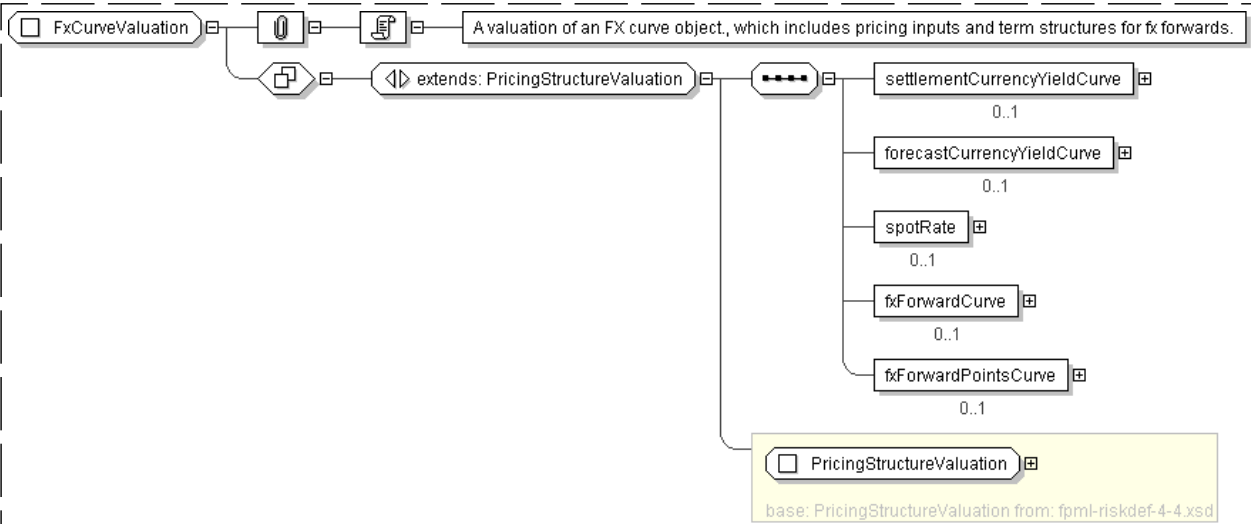 FxCurveValuation
A valuation of an FX curve object., which includes pricing inputs and term structures for fx forwards.
extends: PricingStructureValuation
settlementCurrencyYieldCurve
0..1
forecastCurrencyYieldCurve
0..1
spotRate
0..1
fxForwardCurve
0..1
fxForwardPointsCurve
0..1
PricingStructureValuation
base: PricingStructureValuation from: fpml-riskdef-4-4.xsd